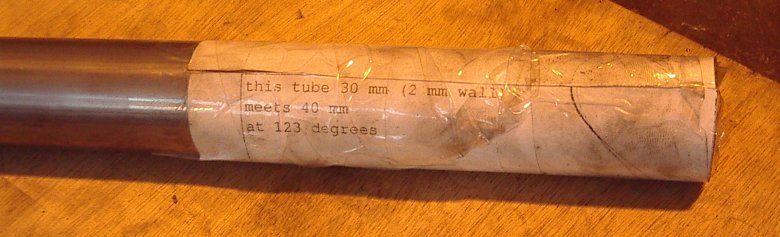 this tube 30 mm (2 mm wall)
meets 40 mm
at 123 degrees